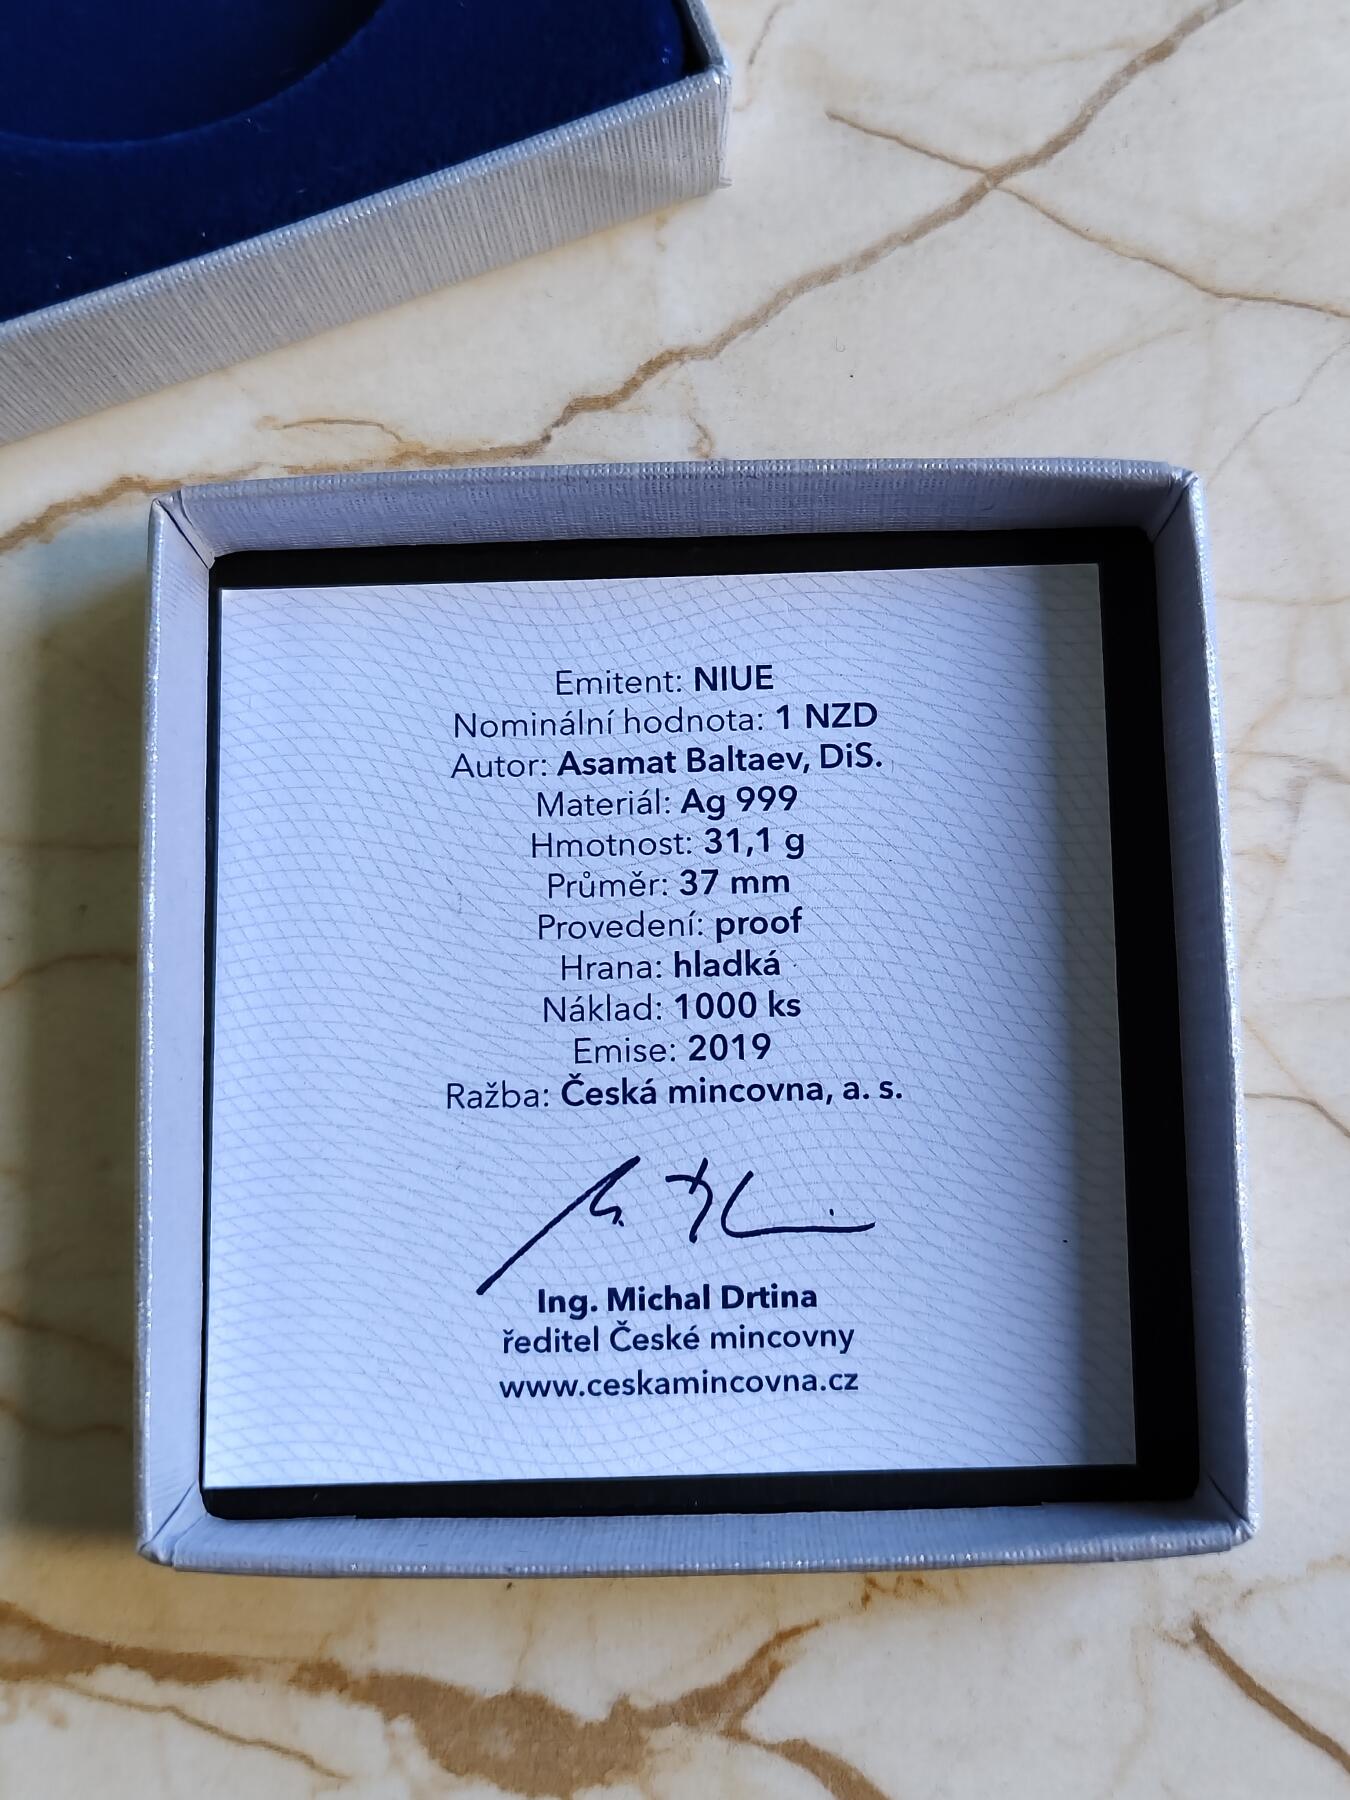 Emitent: NIUE
Nominální hodnota: 1 NZD
Autor: Asamat Baltaev, DiS.
Materiál: Ag 999
Hmotnost: 31,1 g
Průměr: 37 mm
Provedení: proof
Hrana: hladká
Náklad: 1000 ks
Emise: 2019
Ražba: Česká mincovna, a. s.
Ing. Michal Drtina
ředitel České mincovny
www.ceskamincovna.cz